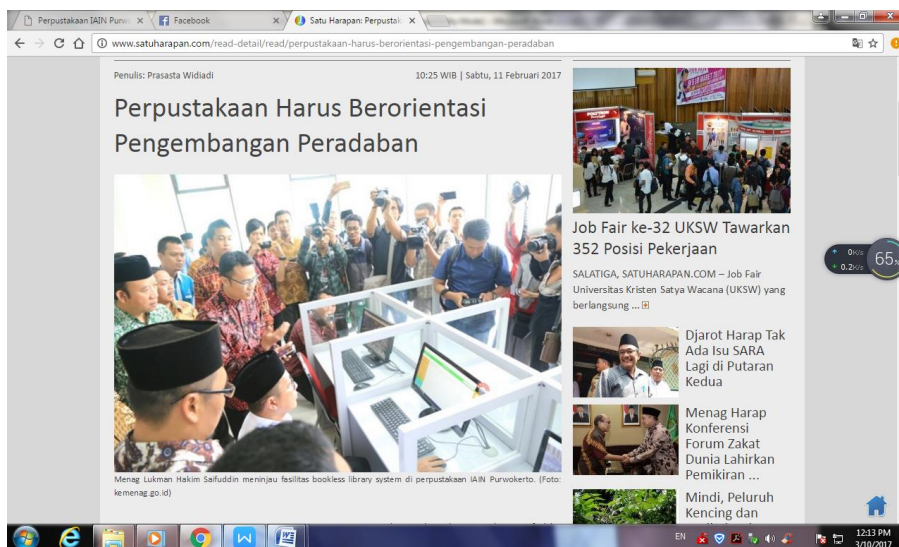 Perpustakaan IAIN Purw
Facebook
Satu Harapan: Perpustak
www.satuharapan.com/read-detail/read/perpustakaan-harus-berorientasi-pengembangan-peradaban
Penulis: Prasasta Widiadi
10:25 WIB | Sabtu, 11 Februari 2017
Perpustakaan Harus Berorientasi
Pengembangan Peradaban
Menag Lukman Hakim Saifuddin meninjau fasilitas bookless library system di perpustakaan IAIN Purwokerto. (Foto:
kemenag.go.id)
Job Fair ke-32 UKSW Tawarkan
352 Posisi Pekerjaan
SALATIGA, SATUHARAPAN.COM – Job Fair
Universitas Kristen Satya Wacana (UKSW) yang
berlangsung ...
Djarot Harap Tak
Ada Isu SARA
Lagi di Putaran
Kedua
Menag Harap
Konferensi
Forum Zakat
Dunia Lahirkan
Pemikiran ...
Mindi, Peluruh
Kencing dan
0K/s
0.2K/s
65%
EN
12:13 PM
3/10/2017